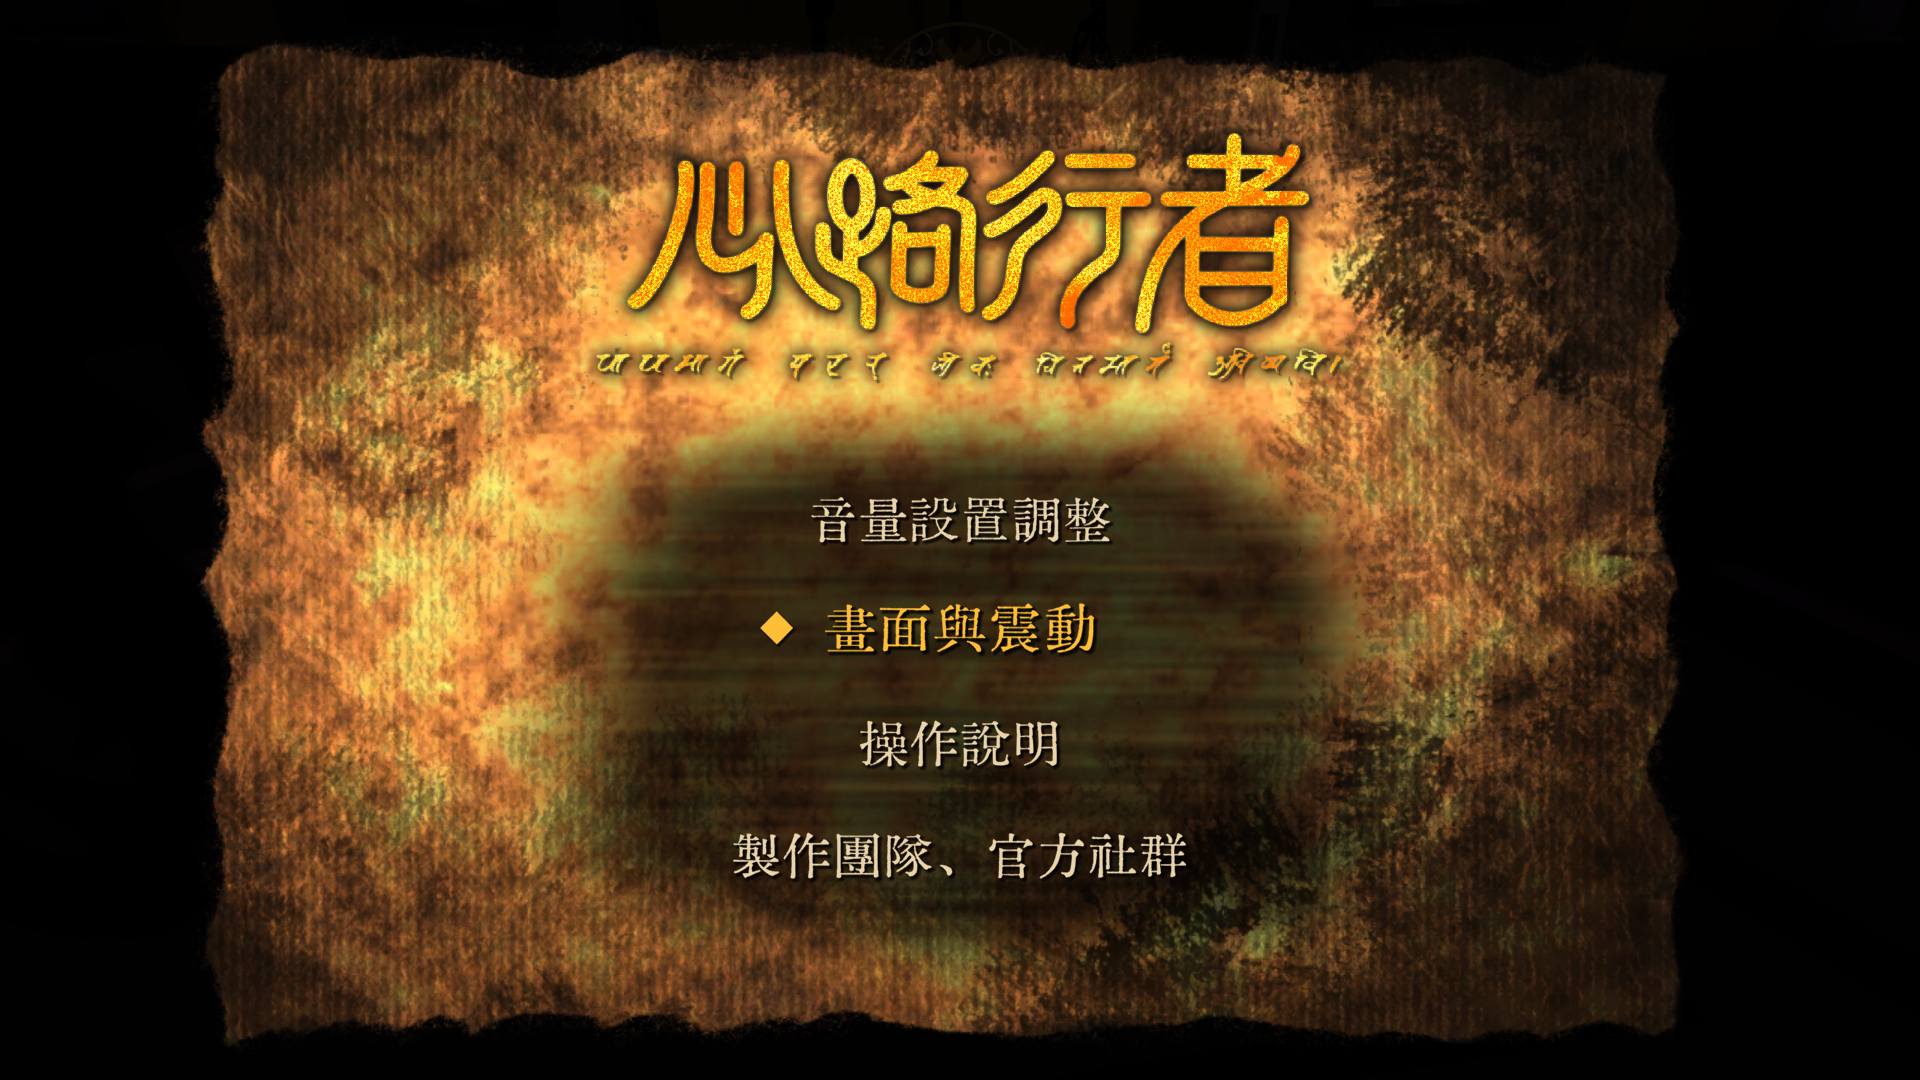 心路行者
音量設置調整
畫面與震動
操作說明
製作團隊、官方社群